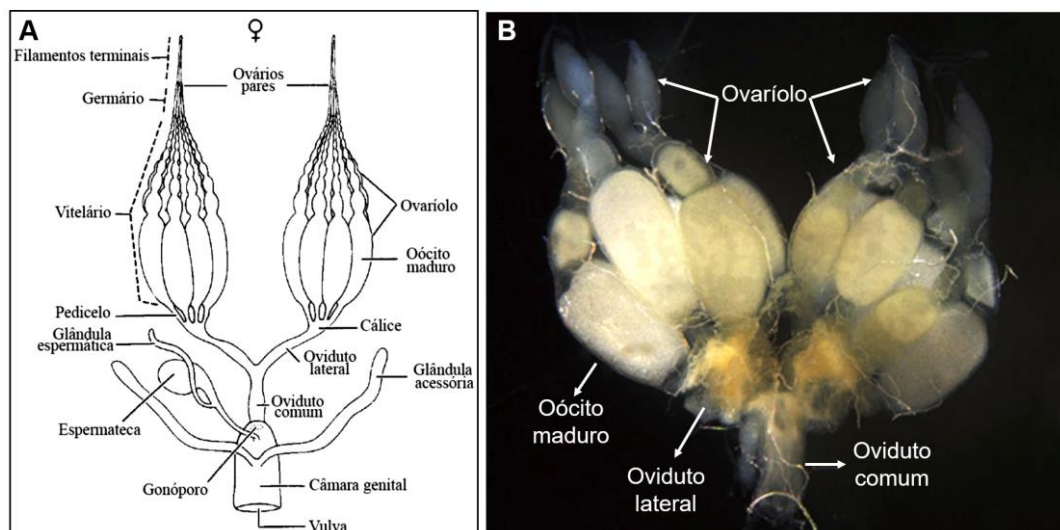 A
♀
Filamentos terminais
Ovários
pares
Germário
Vitelário
Ovaríolo
Oócito
maduro
Pedicelo
Cálice
Glândula
espermática
Oviduto
lateral
Glândula
acessória
Oviduto
comum
Espermateca
Gonóporo
Câmara genital
Vulva
B
Ovaríolo
Oócito
maduro
Oviduto
lateral
Oviduto
comum